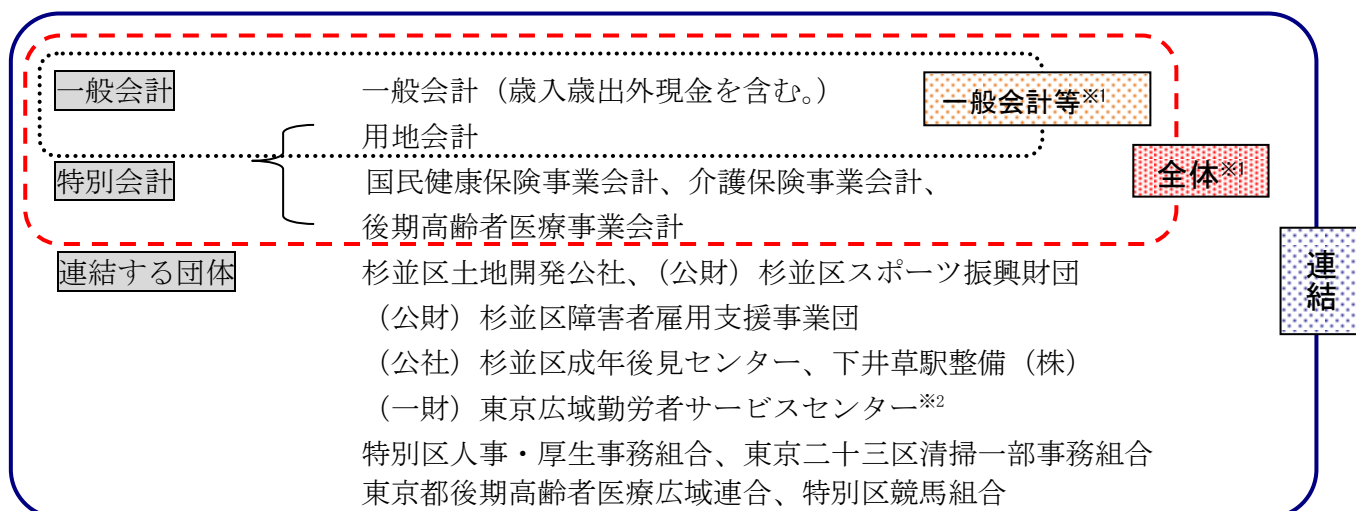 一般会計 一般会計（歳入歳出外現金を含む。） 一般会計等※1
用地会計
特別会計 国民健康保険事業会計、介護保険事業会計、 全体※1
後期高齢者医療事業会計
連結する団体 杉並区土地開発公社、（公財）杉並区スポーツ振興財団 連結
（公財）杉並区障害者雇用支援事業団
（公社）杉並区成年後見センター、下井草駅整備（株）
（一財）東京広域勤労者サービスセンター※2
特別区人事・厚生事務組合、東京二十三区清掃一部事務組合
東京都後期高齢者医療広域連合、特別区競馬組合